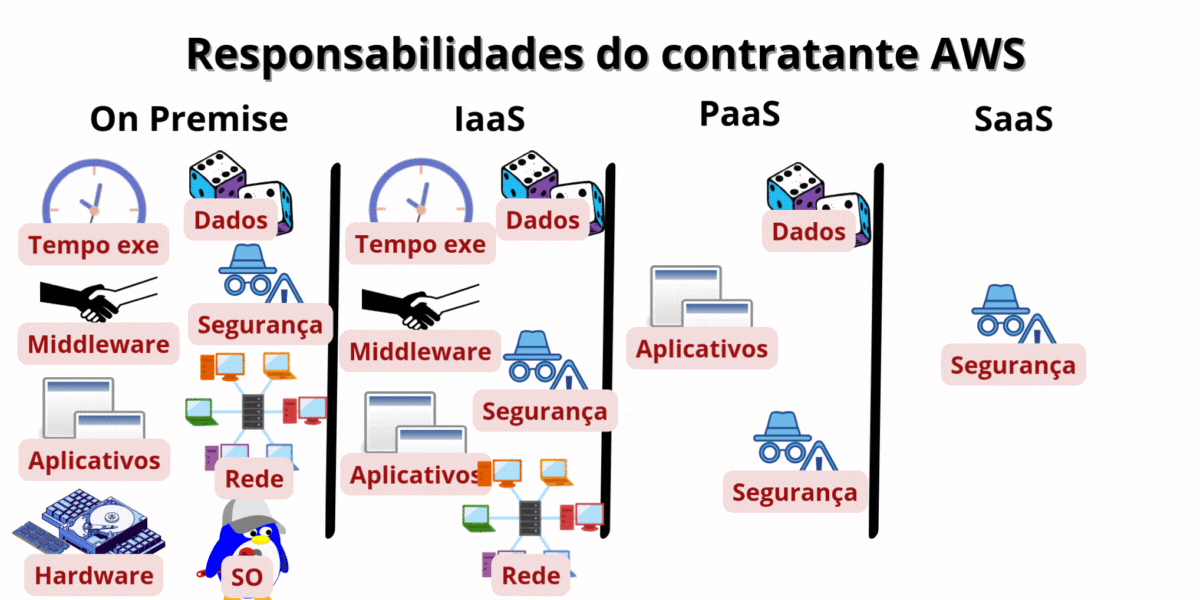 Responsabilidades do contratante AWS
On Premise
Tempo exe
Dados
Middleware
Segurança
Aplicativos
Rede
Hardware
SO
IaaS
Tempo exe
Dados
Middleware
Segurança
Aplicativos
Rede
PaaS
Dados
Aplicativos
Segurança
SaaS
Segurança